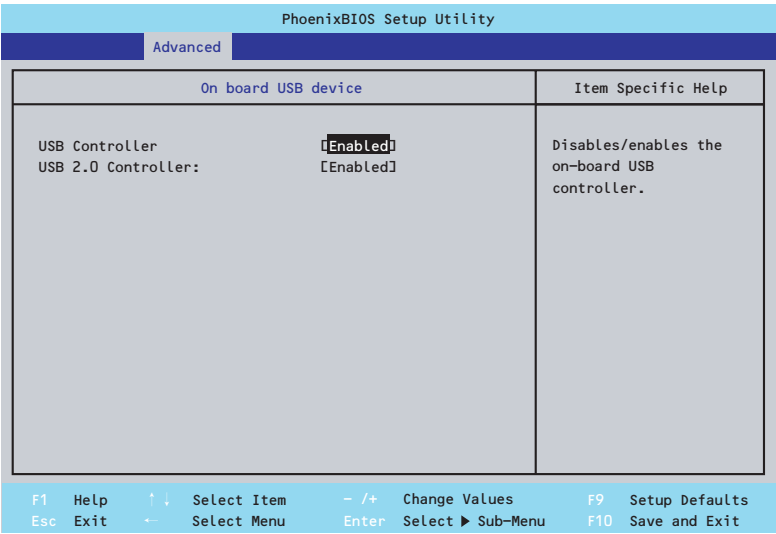 PhoenixBIOS Setup Utility
Advanced
On board USB device
Item Specific Help
USB Controller [Enabled]
USB 2.0 Controller: [Enabled]
Disables/enables the
on-board USB
controller.
F1 Help ↑ ↓ Select Item - /+ Change Values F9 Setup Defaults
Esc Exit ← Select Menu Enter Select ▶ Sub-Menu F10 Save and Exit